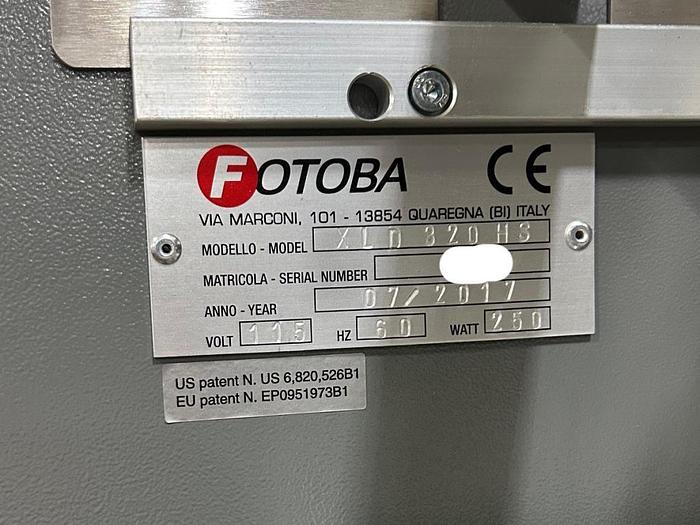 FOTOBA CE
VIA MARCONI, 101 - 13854 QUAREGNA (BI) ITALY
MODELLO - MODEL XLD 320 HS
MATRICOLA - SERIAL NUMBER
ANNO - YEAR 07/2017
VOLT 115 HZ 60 WATT 250
US patent N. US 6,820,526B1
EU patent N. EP0951973B1